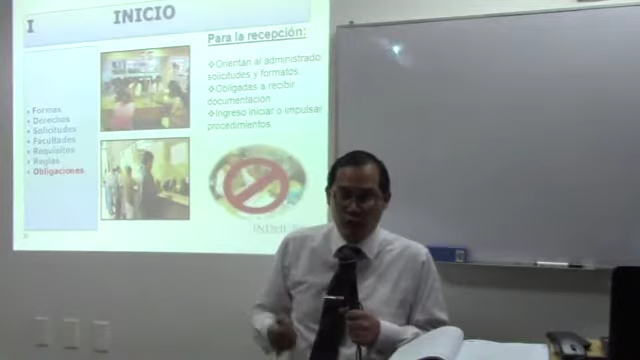 I INICIO
Para la recepción:
❖Orientan al administrado
solicitudes y formatos.
❖Obligadas a recibir
documentación
❖Ingreso iniciar o impulsar
procedimientos.
• Formas
• Derechos
• Solicitudes
• Facultades
• Requisitos
• Reglas
• Obligaciones